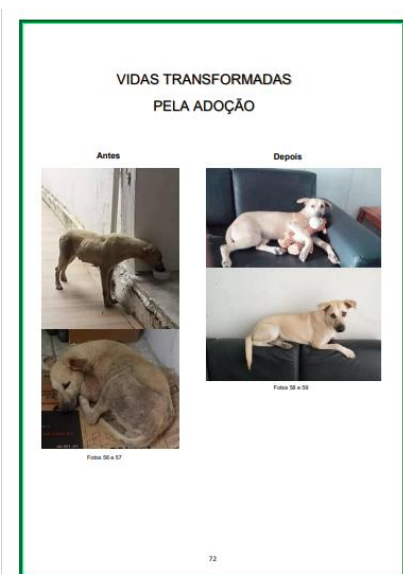 VIDAS TRANSFORMADAS
PELA ADOÇÃO
Antes
Depois
Fotos 58 e 59
Fotos 56 e 57
72